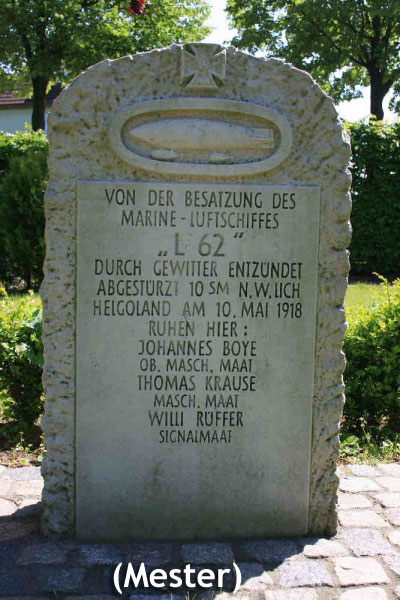 VON DER BESATZUNG DES
MARINE-LUFTSCHIFFES
„L 62"
DURCH GEWITTER ENTZÜNDET
ABGESTÜRZT 10 SM N.W.LICH
HELGOLAND AM 10. MAI 1918
RUHEN HIER:
JOHANNES BOYE
OB. MASCH. MAAT
THOMAS KRAUSE
MASCH. MAAT
WILLI RÜFFER
SIGNALMAAT
(Mester)